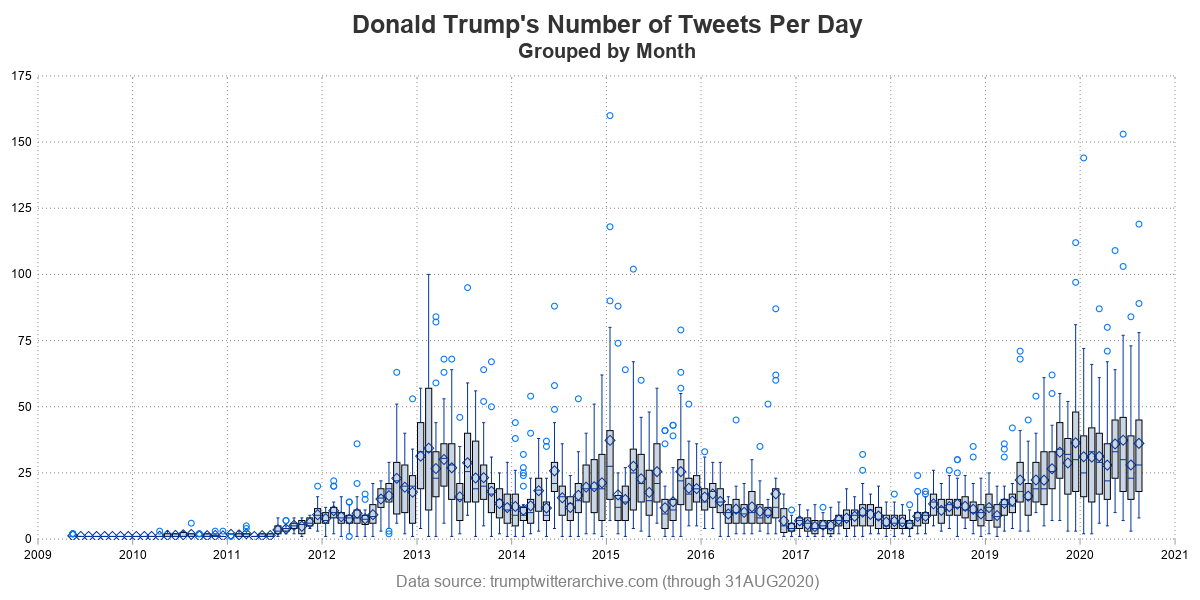 Donald Trump's Number of Tweets Per Day
Grouped by Month
175
150
125
100
75
50
25
0
2009 2010 2011 2012 2013 2014 2015 2016 2017 2018 2019 2020 2021
Data source: trumptwitterarchive.com (through 31AUG2020)